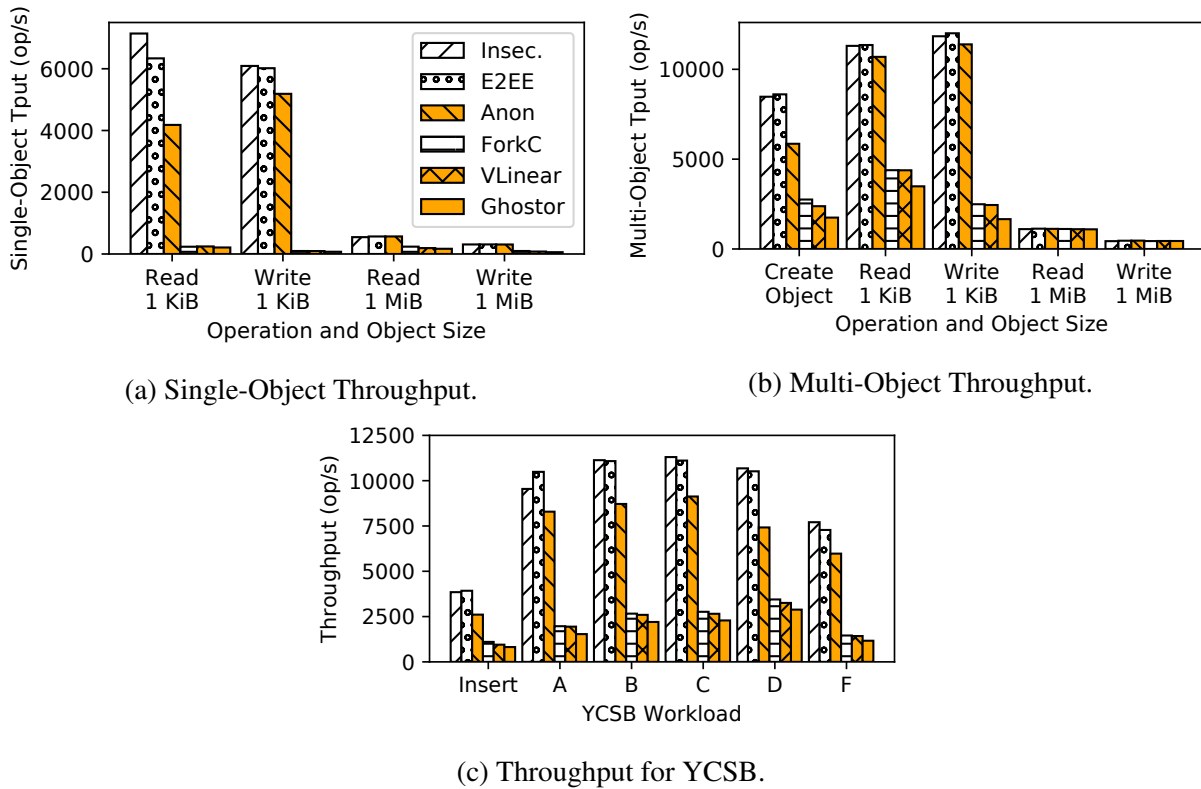 Single-Object Tput (op/s)
6000
4000
2000
0
Insec.
E2EE
Anon
ForkC
VLinear
Ghostor
Read
1 KiB
Write
1 KiB
Read
1 MiB
Write
1 MiB
Operation and Object Size
(a) Single-Object Throughput.
Multi-Object Tput (op/s)
10000
5000
0
Create
Object
Read
1 KiB
Write
1 KiB
Read
1 MiB
Write
1 MiB
Operation and Object Size
(b) Multi-Object Throughput.
Throughput (op/s)
12500
10000
7500
5000
2500
0
Insert
A
B
C
D
F
YCSB Workload
(c) Throughput for YCSB.